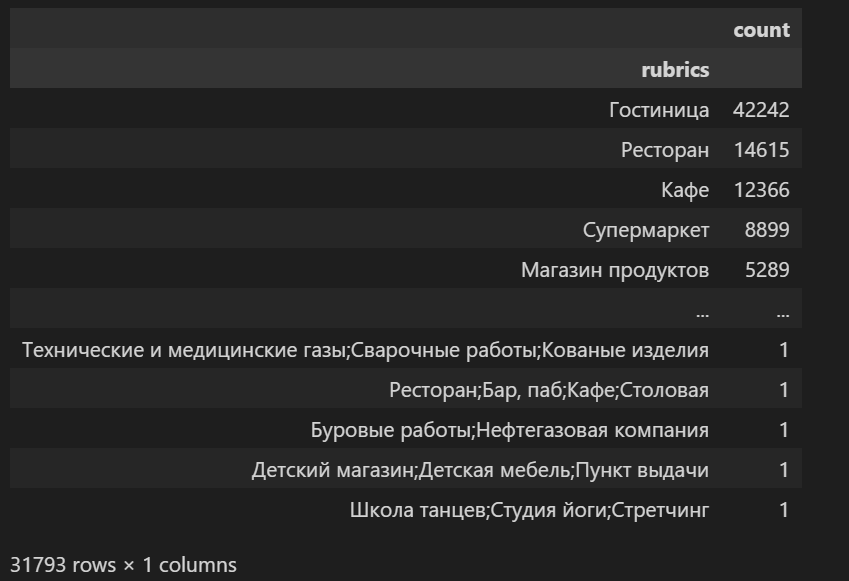 count
rubrics
Гостиница 42242
Ресторан 14615
Кафе 12366
Супермаркет 8899
Магазин продуктов 5289
... ...
Технические и медицинские газы;Сварочные работы;Кованые изделия 1
Ресторан;Бар, паб;Кафе;Столовая 1
Буровые работы;Нефтегазовая компания 1
Детский магазин;Детская мебель;Пункт выдачи 1
Школа танцев;Студия йоги;Стретчинг 1
31793 rows × 1 columns